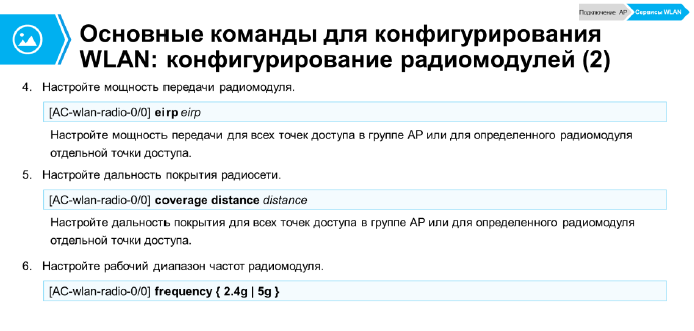 Подключение AP
Сервисы WLAN
Основные команды для конфигурирования
WLAN: конфигурирование радиомодулей (2)
4. Настройте мощность передачи радиомодуля.
[AC-wlan-radio-0/0] eirp eirp
Настройте мощность передачи для всех точек доступа в группе AP или для определенного радиомодуля
отдельной точки доступа.
5. Настройте дальность покрытия радиосети.
[AC-wlan-radio-0/0] coverage distance distance
Настройте дальность покрытия для всех точек доступа в группе AP или для определенного радиомодуля
отдельной точки доступа.
6. Настройте рабочий диапазон частот радиомодуля.
[AC-wlan-radio-0/0] frequency { 2.4g | 5g }